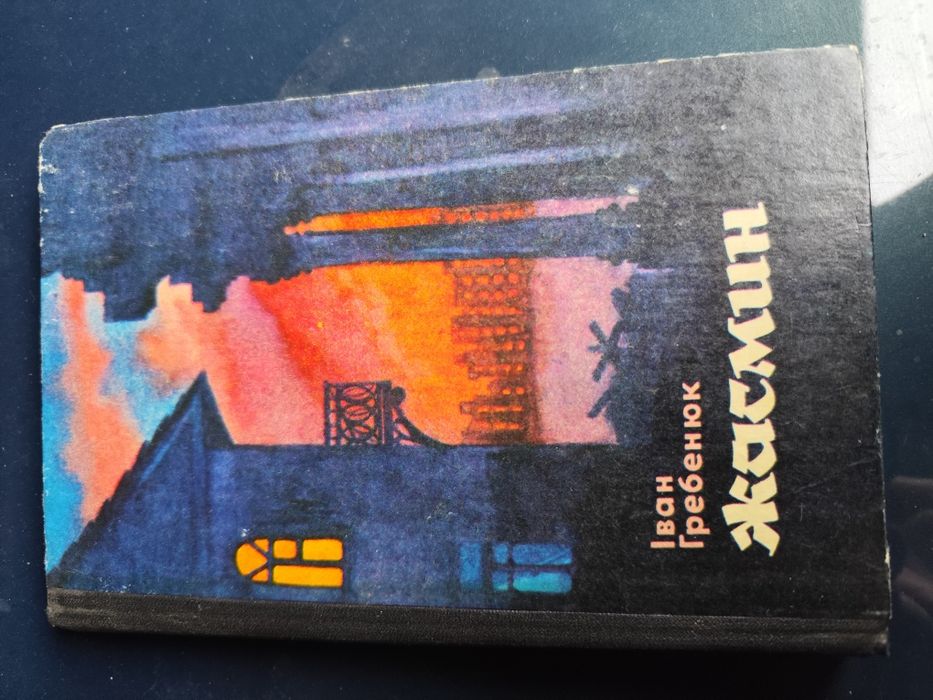 Іван
Гребенюк
Жасмин